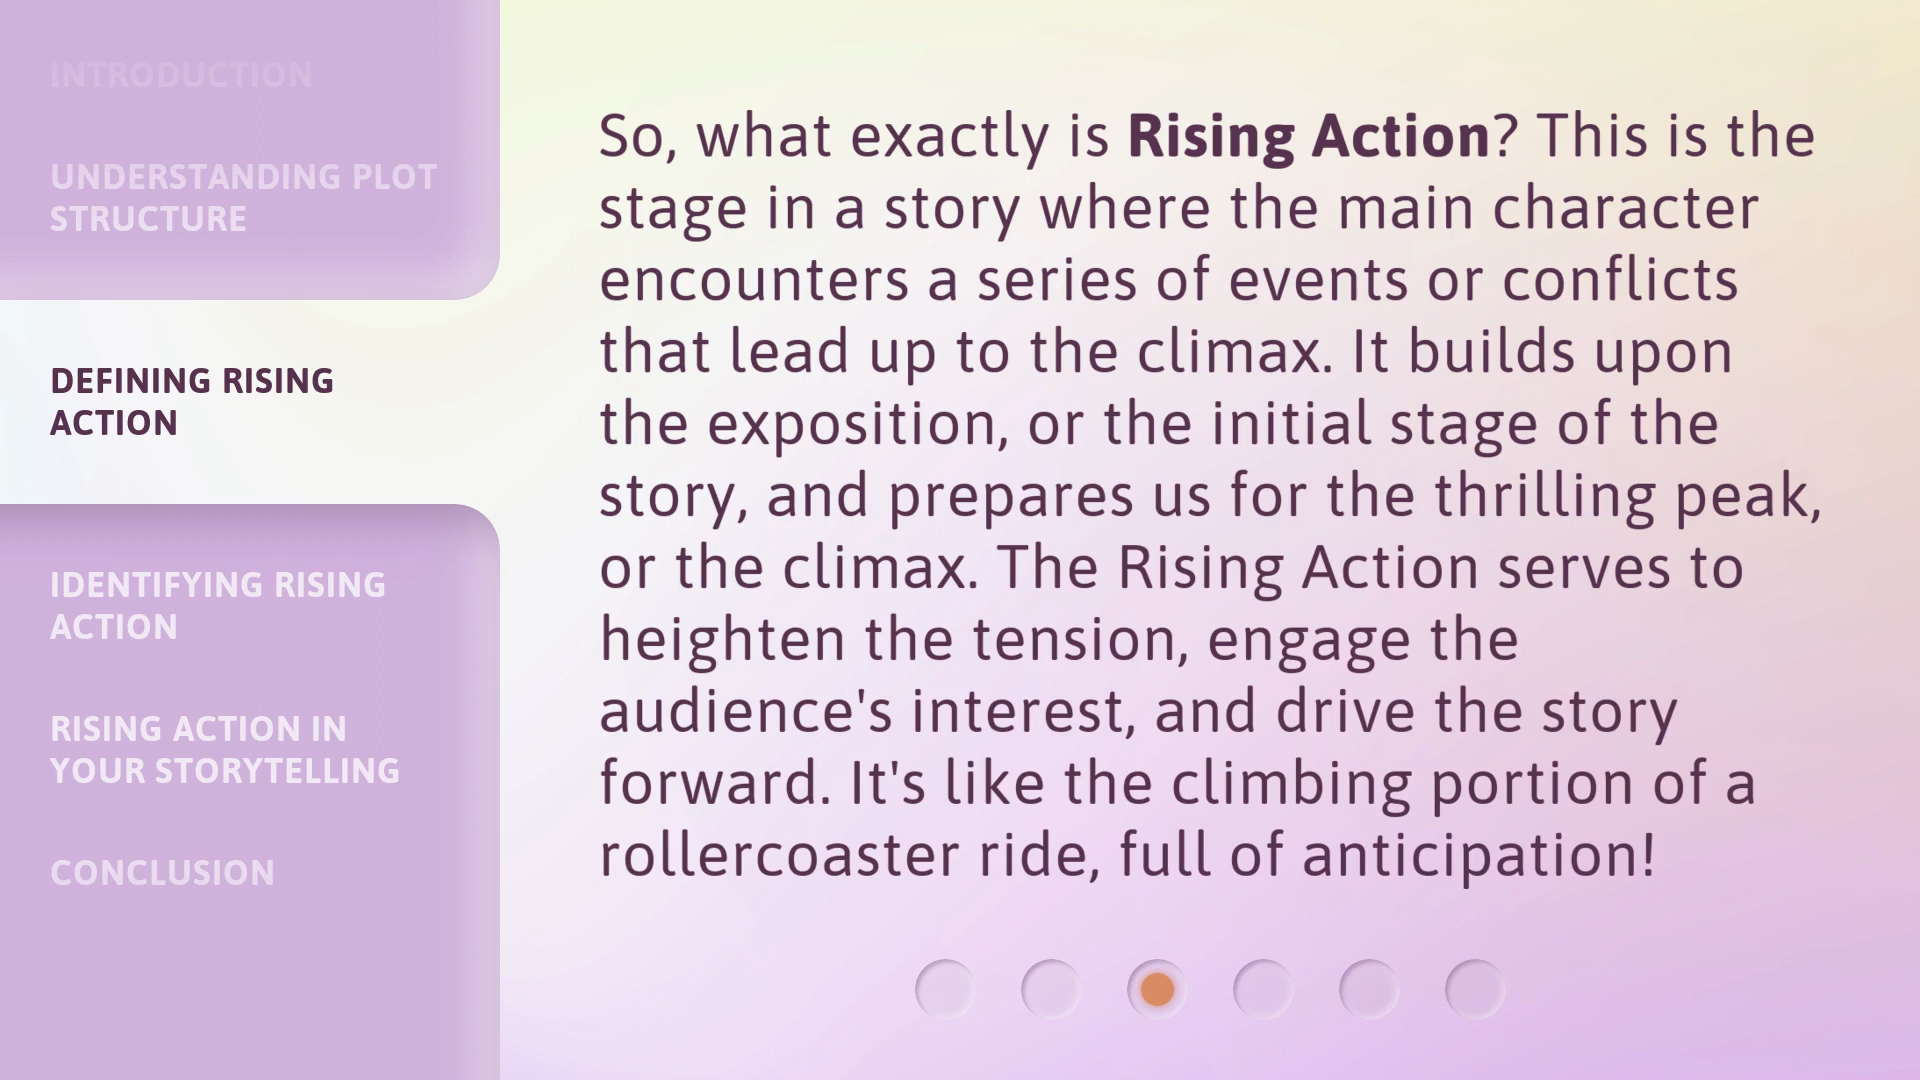 INTRODUCTION
UNDERSTANDING PLOT
STRUCTURE
DEFINING RISING
ACTION
IDENTIFYING RISING
ACTION
RISING ACTION IN
YOUR STORYTELLING
CONCLUSION
So, what exactly is Rising Action? This is the
stage in a story where the main character
encounters a series of events or conflicts
that lead up to the climax. It builds upon
the exposition, or the initial stage of the
story, and prepares us for the thrilling peak,
or the climax. The Rising Action serves to
heighten the tension, engage the
audience's interest, and drive the story
forward. It's like the climbing portion of a
rollercoaster ride, full of anticipation!